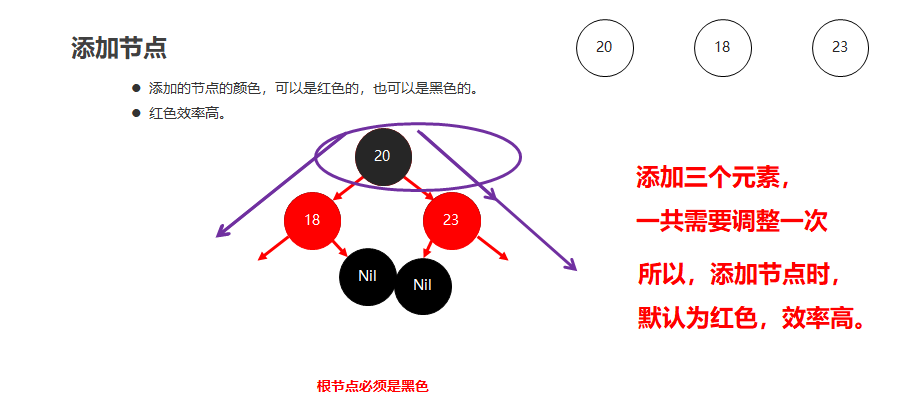 添加节点
20
18
23
● 添加的节点的颜色，可以是红色的，也可以是黑色的。
● 红色效率高。
20
18
23
Nil
Nil
添加三个元素，
一共需要调整一次
所以，添加节点时，
默认为红色，效率高。
根节点必须是黑色